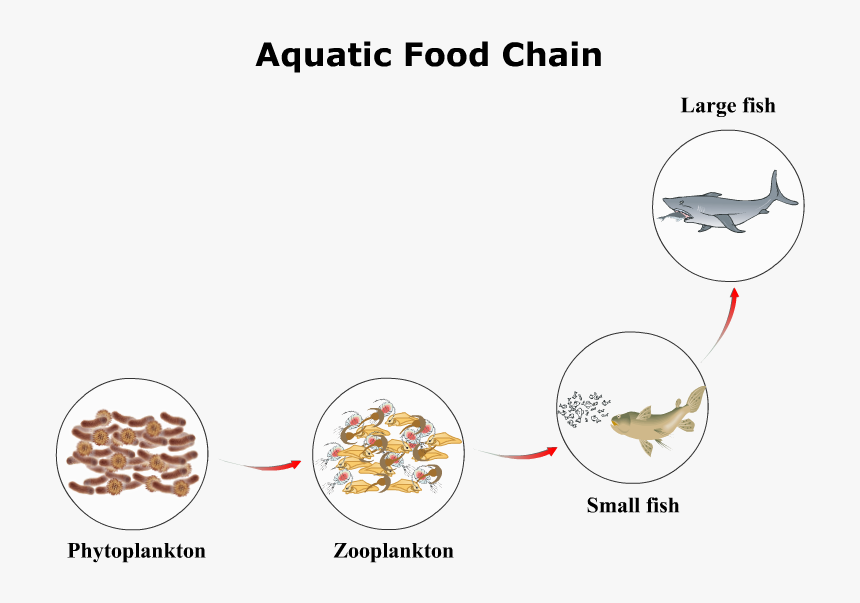 Aquatic Food Chain
Large fish
Small fish
Phytoplankton
Zooplankton